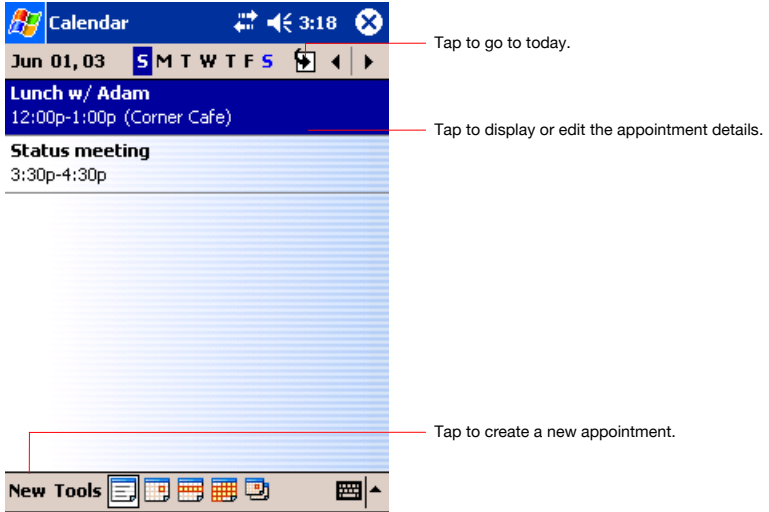 Calendar 3:18
Tap to go to today.
Jun 01, 03 S M T W T F S
Lunch w/ Adam
12:00p-1:00p (Corner Cafe)
Tap to display or edit the appointment details.
Status meeting
3:30p-4:30p
Tap to create a new appointment.
New Tools